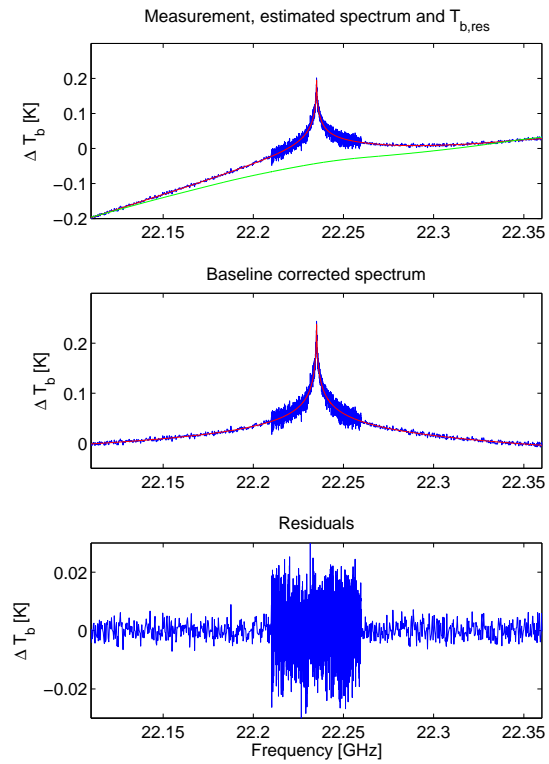 Measurement, estimated spectrum and T_b,res
Δ T_b [K]
0.2
0.1
0
−0.1
−0.2
22.15 22.2 22.25 22.3 22.35
Baseline corrected spectrum
Δ T_b [K]
0.2
0.1
0
22.15 22.2 22.25 22.3 22.35
Residuals
Δ T_b [K]
0.02
0
−0.02
22.15 22.2 22.25 22.3 22.35
Frequency [GHz]